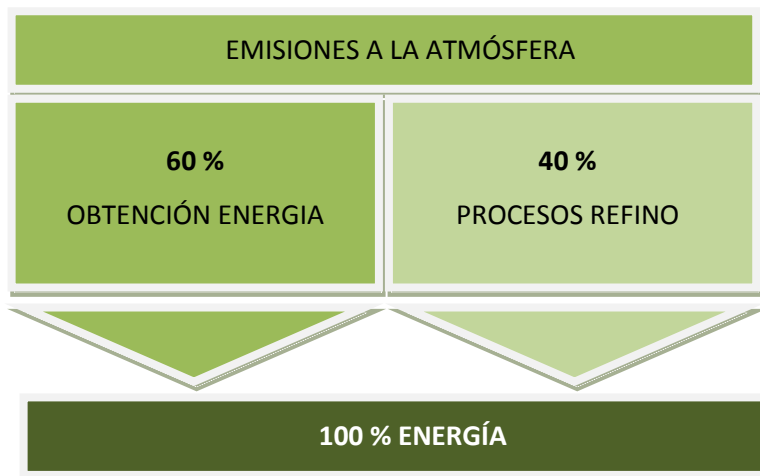 EMISIONES A LA ATMÓSFERA
60 %
OBTENCIÓN ENERGIA
40 %
PROCESOS REFINO
100 % ENERGÍA